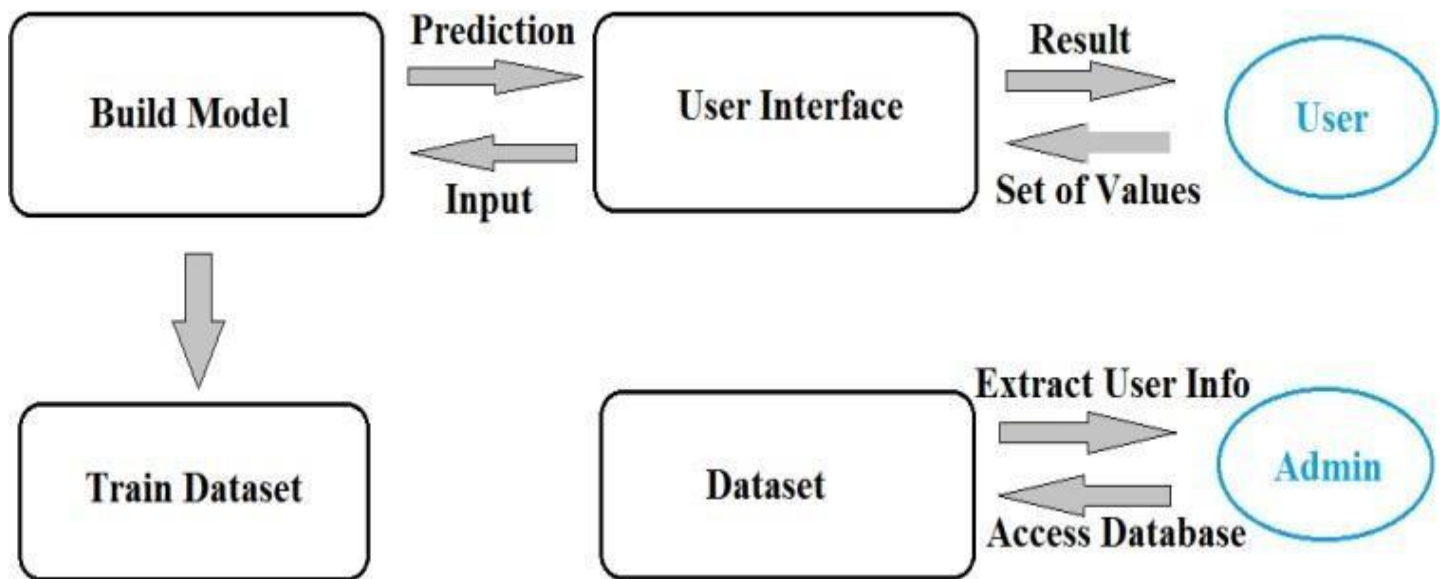 Prediction
Result
Build Model
User Interface
User
Input
Set of Values
Extract User Info
Train Dataset
Dataset
Admin
Access Database